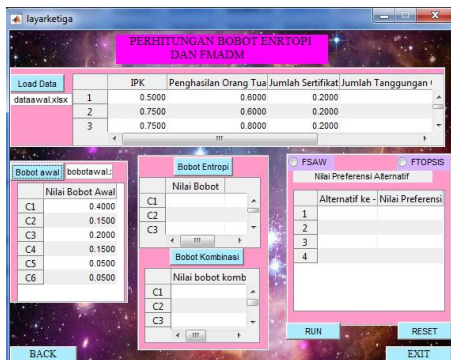 layarketiga
PERHITUNGAN BOBOT ENRTOPI
DAN FMADM
Load Data
dataawal.xlsx
IPK Penghasilan Orang Tua Jumlah Sertifikat Jumlah Tanggungan
1 0.5000 0.6000 0.2000
2 0.7500 0.6000 0.2000
3 0.7500 0.8000 0.2000
Bobot awal bobotawal.:
Nilai Bobot Awal
C1 0.4000
C2 0.1500
C3 0.2000
C4 0.1500
C5 0.0500
C6 0.0500
Bobot Entropi
Nilai Bobot
C1
C2
C3
Bobot Kombinasi
Nilai bobot komb
C1
C2
C3
FSAW FTOPSIS
Nilai Preferensi Alternatif
Alternatif ke - Nilai Preferensi
1
2
3
4
RUN RESET
BACK EXIT